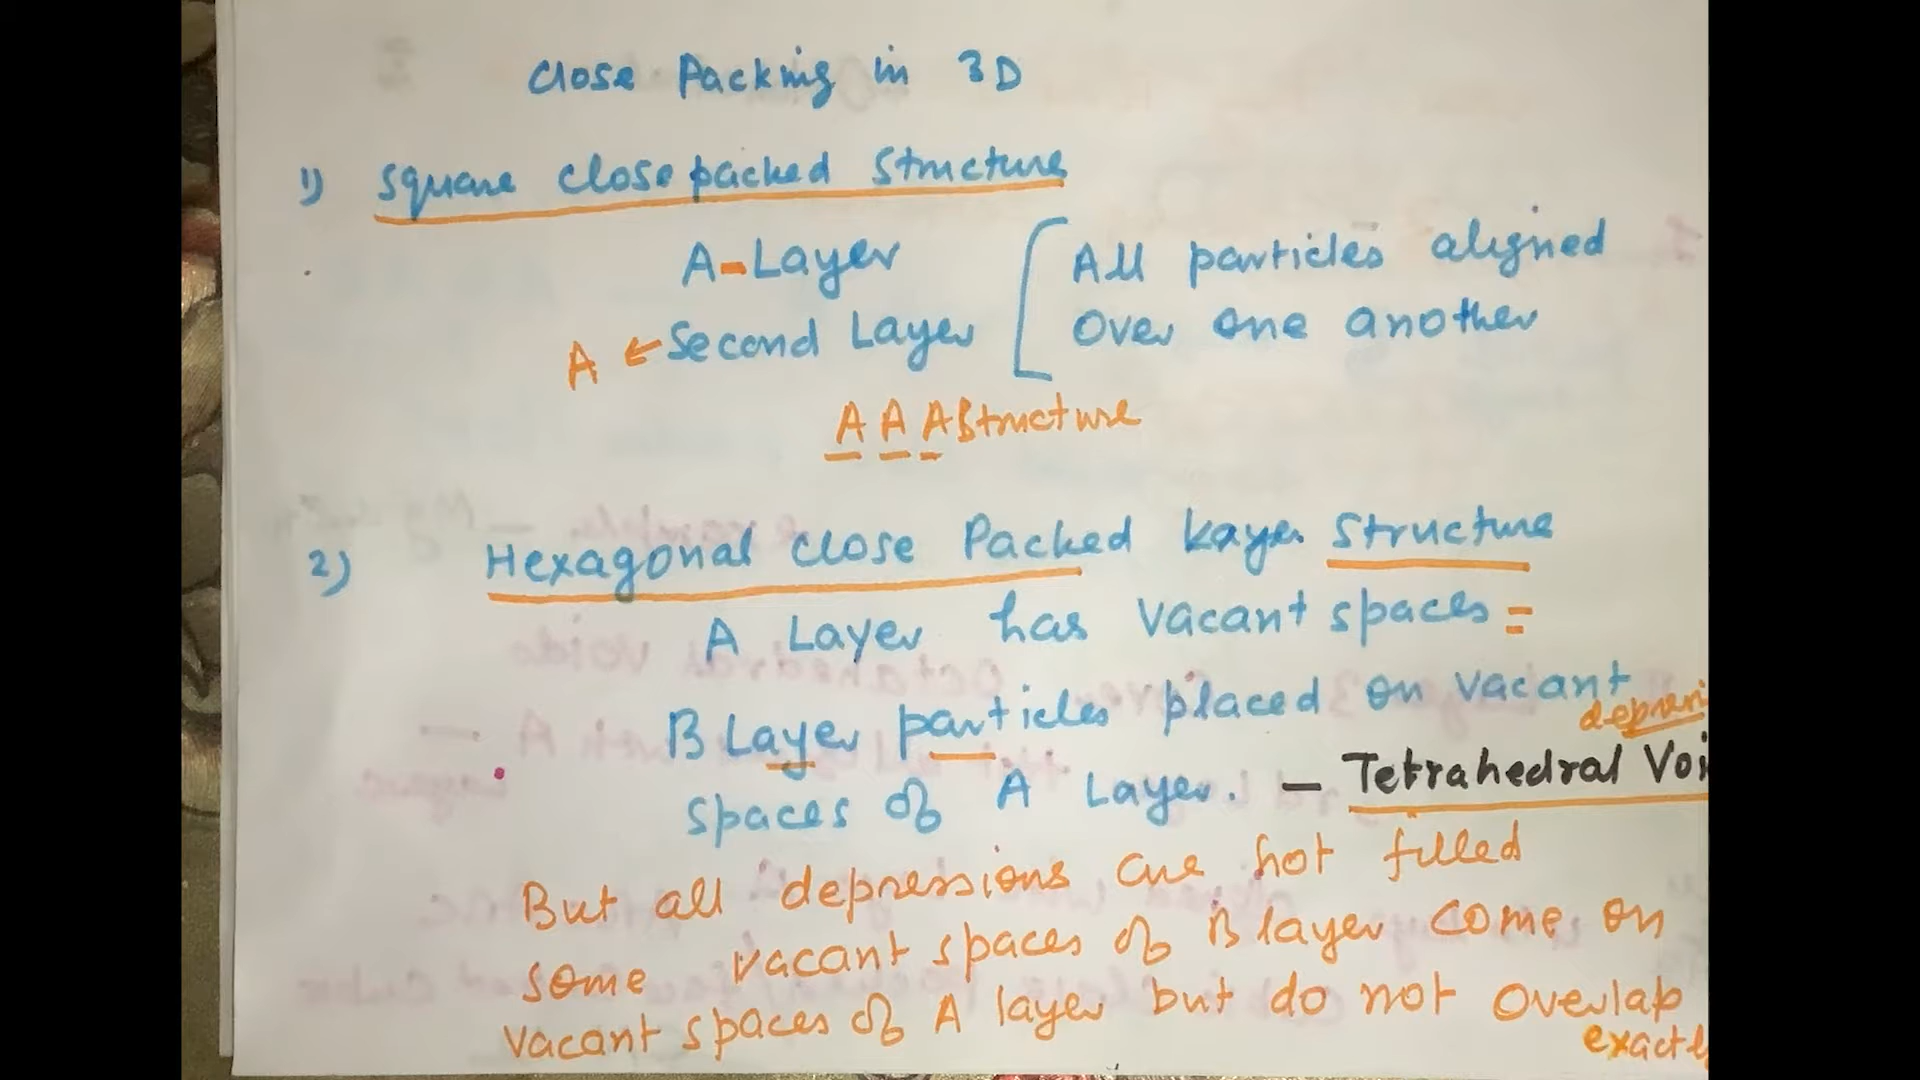 Close Packing in 3D
1) Square close packed Structure
A-Layer [ All particles aligned
A ← Second Layer over one another
A A A Structure
2) Hexagonal close Packed Layer Structure
A Layer has vacant spaces =
B Layer particles placed on vacant
spaces of A Layer. - Tetrahedral Voi
But all depressions are not filled
some vacant spaces of B layer come on
vacant spaces of A layer but do not overlap